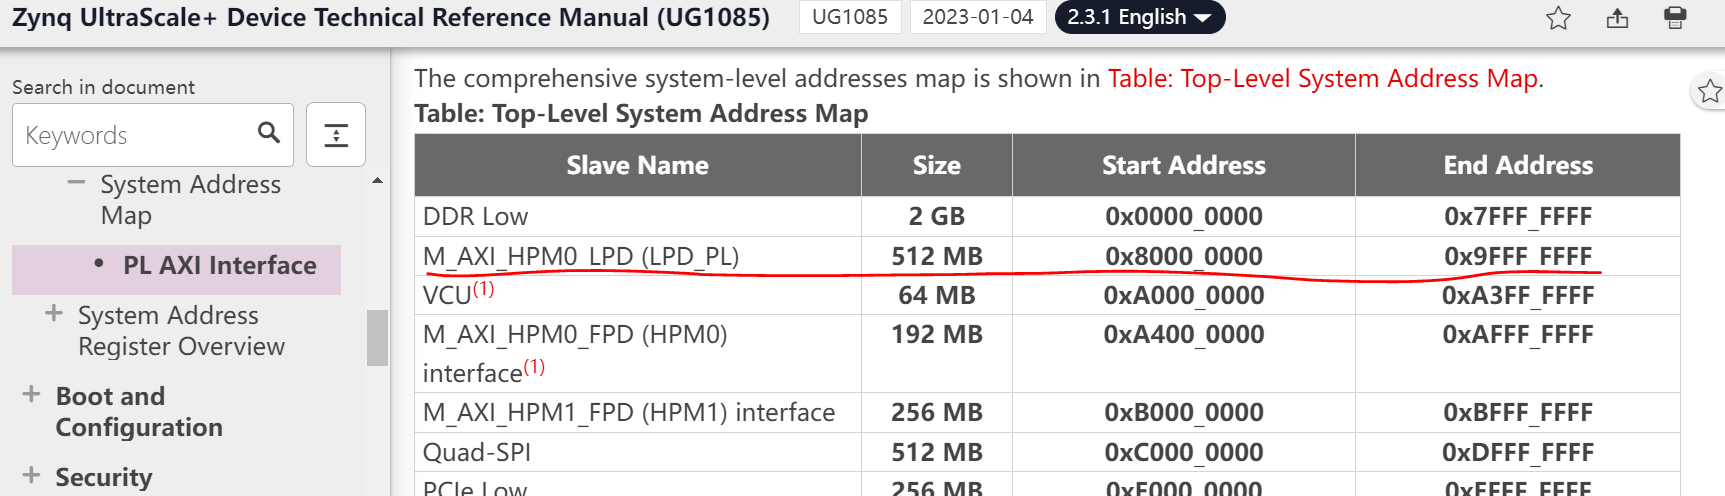 Zynq UltraScale+ Device Technical Reference Manual (UG1085) UG1085 2023-01-04 2.3.1 English
Search in document
Keywords
System Address
Map
PL AXI Interface
System Address
Register Overview
Boot and
Configuration
Security
The comprehensive system-level addresses map is shown in Table: Top-Level System Address Map.
Table: Top-Level System Address Map
Slave Name Size Start Address End Address
DDR Low 2 GB 0x0000_0000 0x7FFF_FFFF
M_AXI_HPM0_LPD (LPD_PL) 512 MB 0x8000_0000 0x9FFF_FFFF
VCU(1) 64 MB 0xA000_0000 0xA3FF_FFFF
M_AXI_HPM0_FPD (HPM0) 192 MB 0xA400_0000 0xAFFF_FFFF
interface(1)
M_AXI_HPM1_FPD (HPM1) interface 256 MB 0xB000_0000 0xBFFF_FFFF
Quad-SPI 512 MB 0xC000_0000 0xDFFF_FFFF
PCIe Low 256 MB 0xE000_0000 0xEFFF_FFFF